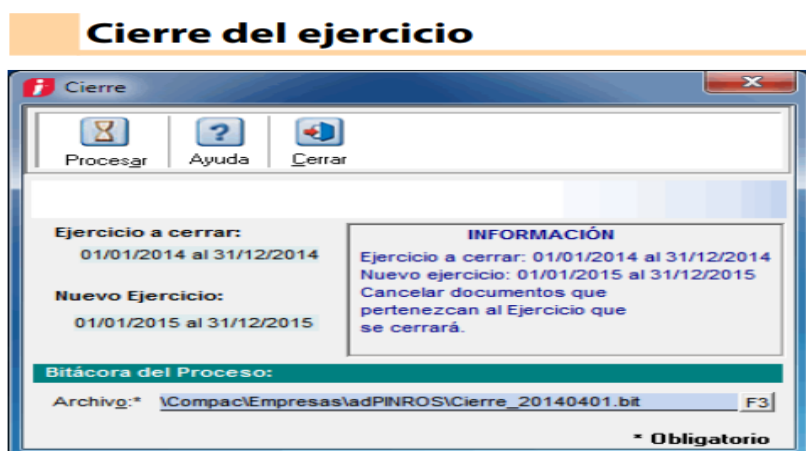 Cierre del ejercicio
Cierre
Procesar
Ayuda
Cerrar
Ejercicio a cerrar:
01/01/2014 al 31/12/2014
Nuevo Ejercicio:
01/01/2015 al 31/12/2015
INFORMACIÓN
Ejercicio a cerrar: 01/01/2014 al 31/12/2014
Nuevo ejercicio: 01/01/2015 al 31/12/2015
Cancelar documentos que
pertenezcan al Ejercicio que
se cerrará.
Bitácora del Proceso:
Archivo:* \Compac\Empresas\adPINROS\Cierre_20140401.bit F3
* Obligatorio